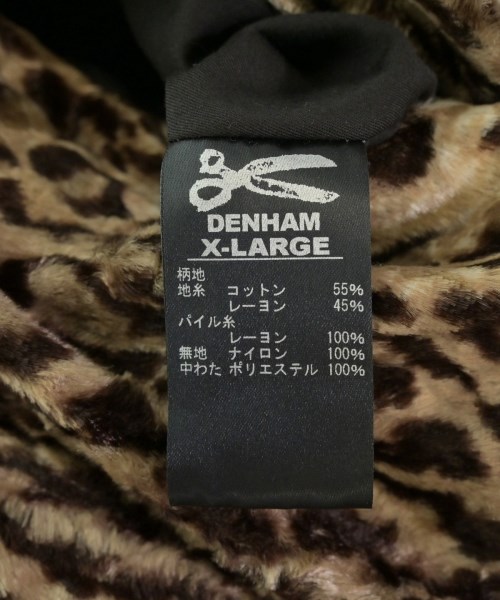 DENHAM
X-LARGE
柄地
地糸 コットン 55%
レーヨン 45%
パイル糸
レーヨン 100%
無地 ナイロン 100%
中わた ポリエステル 100%